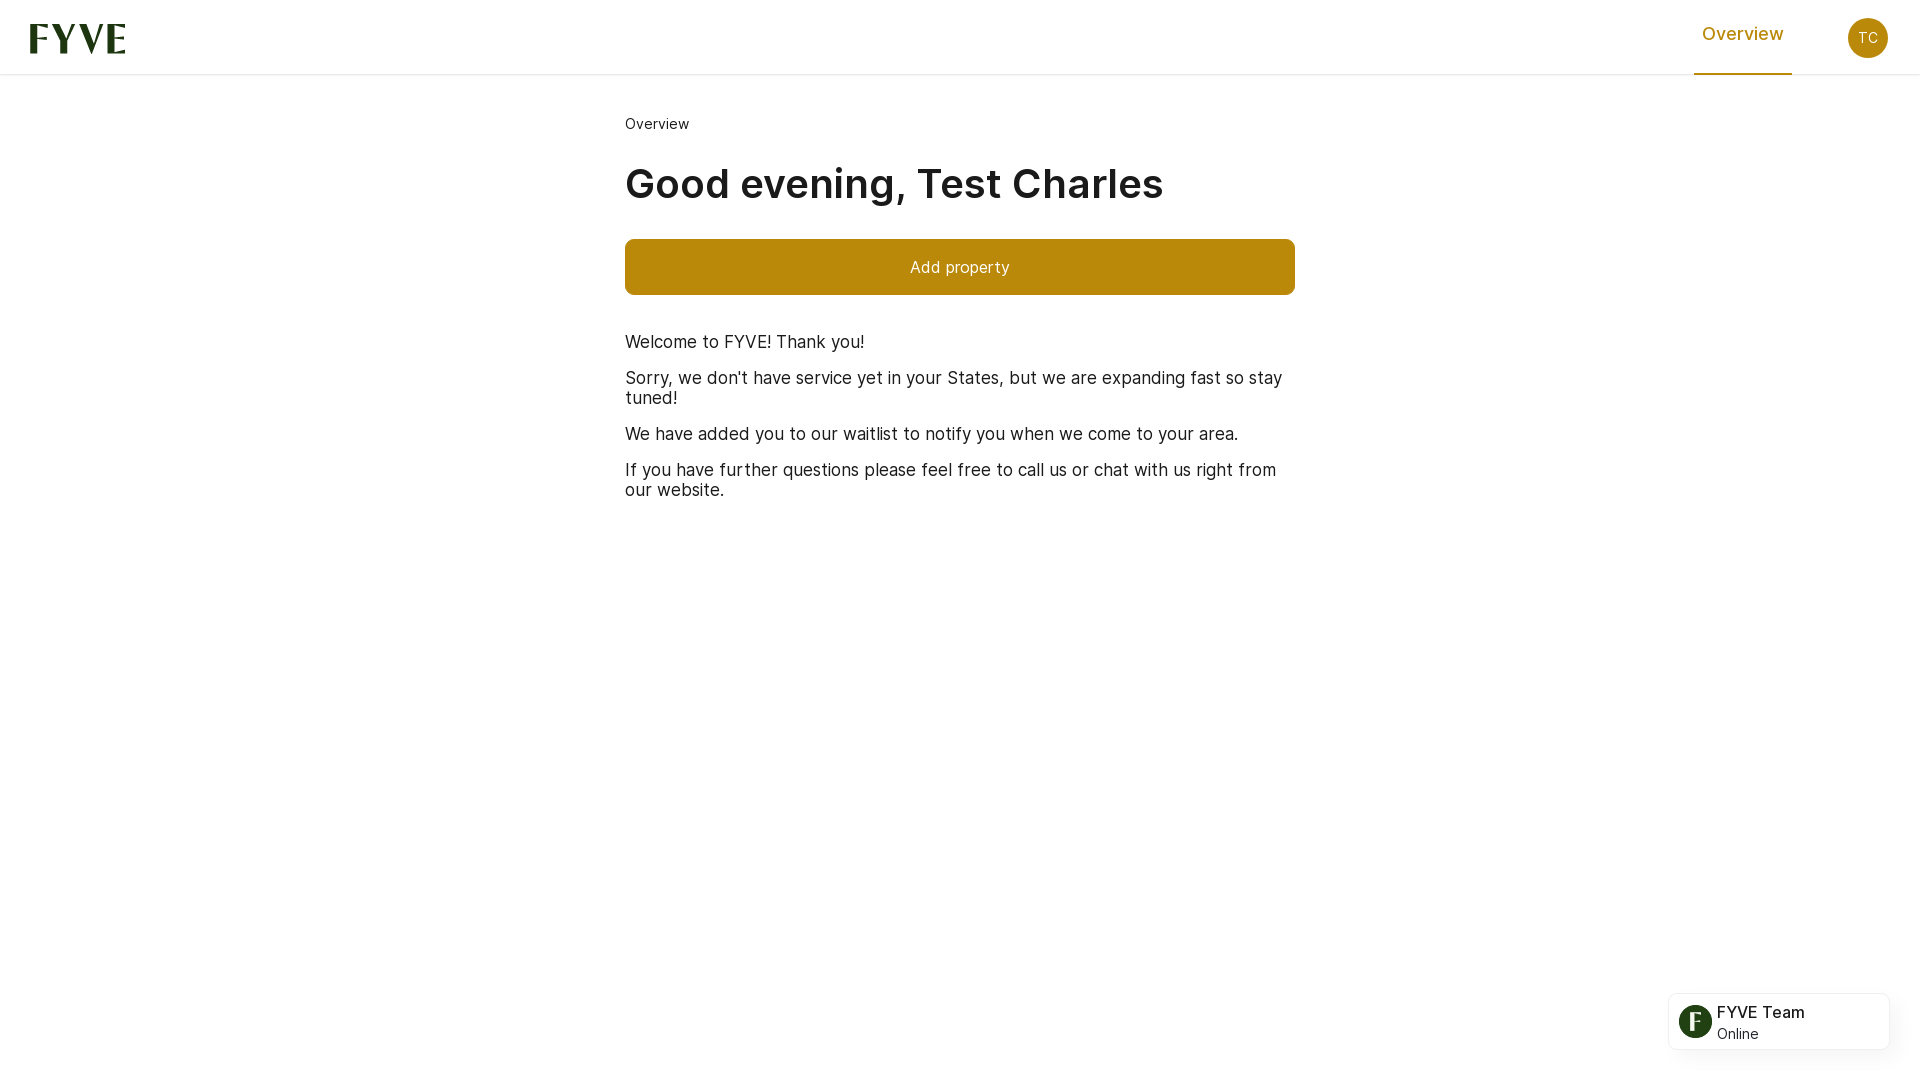 FYVE
Overview
TC
Overview
Good evening, Test Charles
Add property
Welcome to FYVE! Thank you!
Sorry, we don't have service yet in your States, but we are expanding fast so stay
tuned!
We have added you to our waitlist to notify you when we come to your area.
If you have further questions please feel free to call us or chat with us right from
our website.
F
FYVE Team
Online